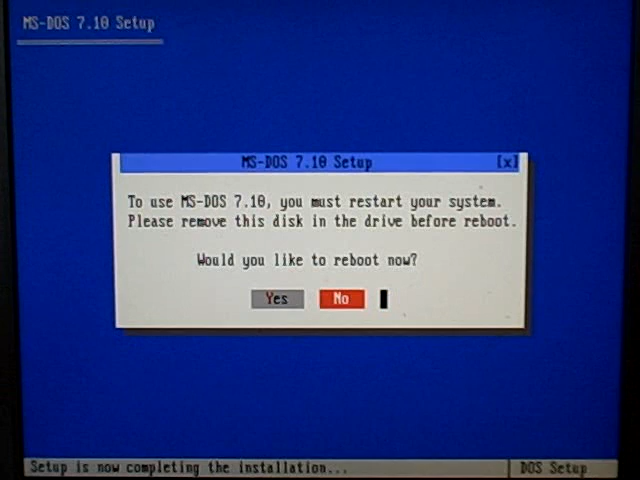 MS-DOS 7.10 Setup
MS-DOS 7.10 Setup [x]
To use MS-DOS 7.10, you must restart your system.
Please remove this disk in the drive before reboot.
Would you like to reboot now?
Yes No
Setup is now completing the installation... DOS Setup